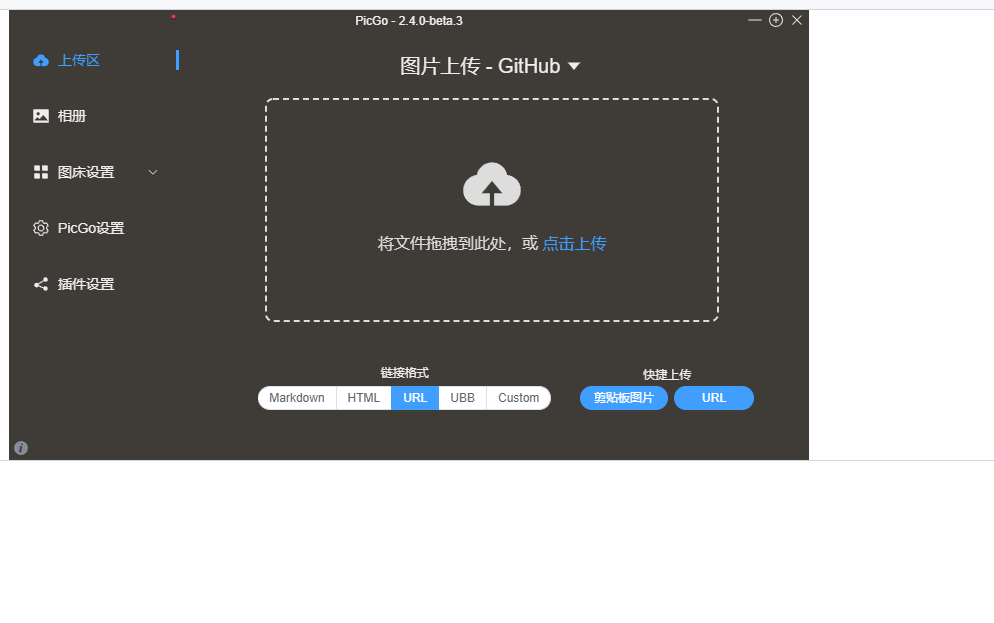 PicGo - 2.4.0-beta.3
上传区
相册
图床设置
PicGo设置
插件设置
图片上传 - GitHub
将文件拖拽到此处，或 点击上传
链接格式
Markdown HTML URL UBB Custom
快捷上传
剪贴板图片 URL